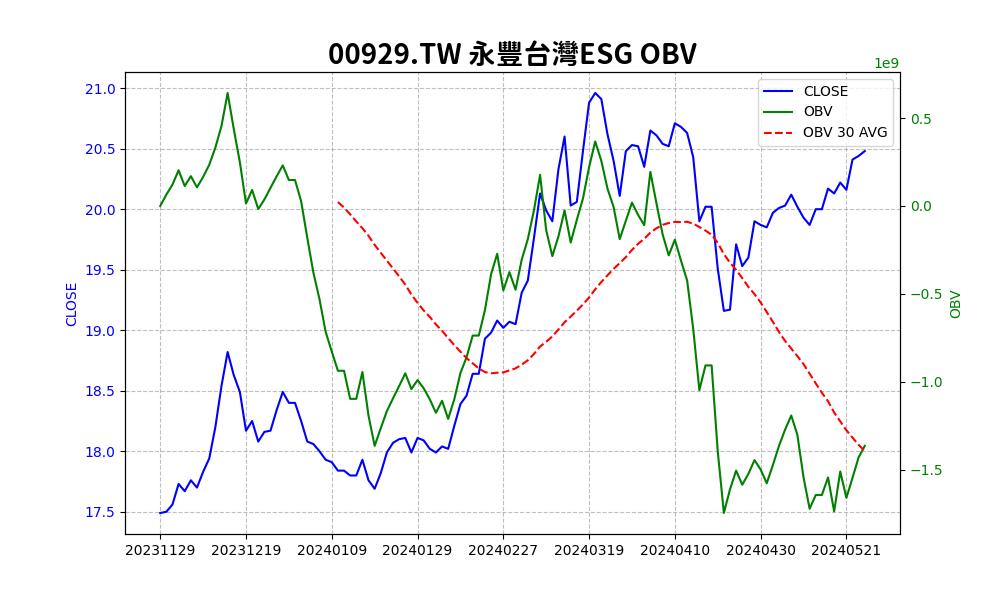 00929.TW 永豐台灣ESG OBV
1e9
CLOSE
OBV
OBV 30 AVG
21.0
20.5
20.0
19.5
19.0
18.5
18.0
17.5
CLOSE
0.5
0.0
−0.5
−1.0
−1.5
OBV
20231129 20231219 20240109 20240129 20240227 20240319 20240410 20240430 20240521